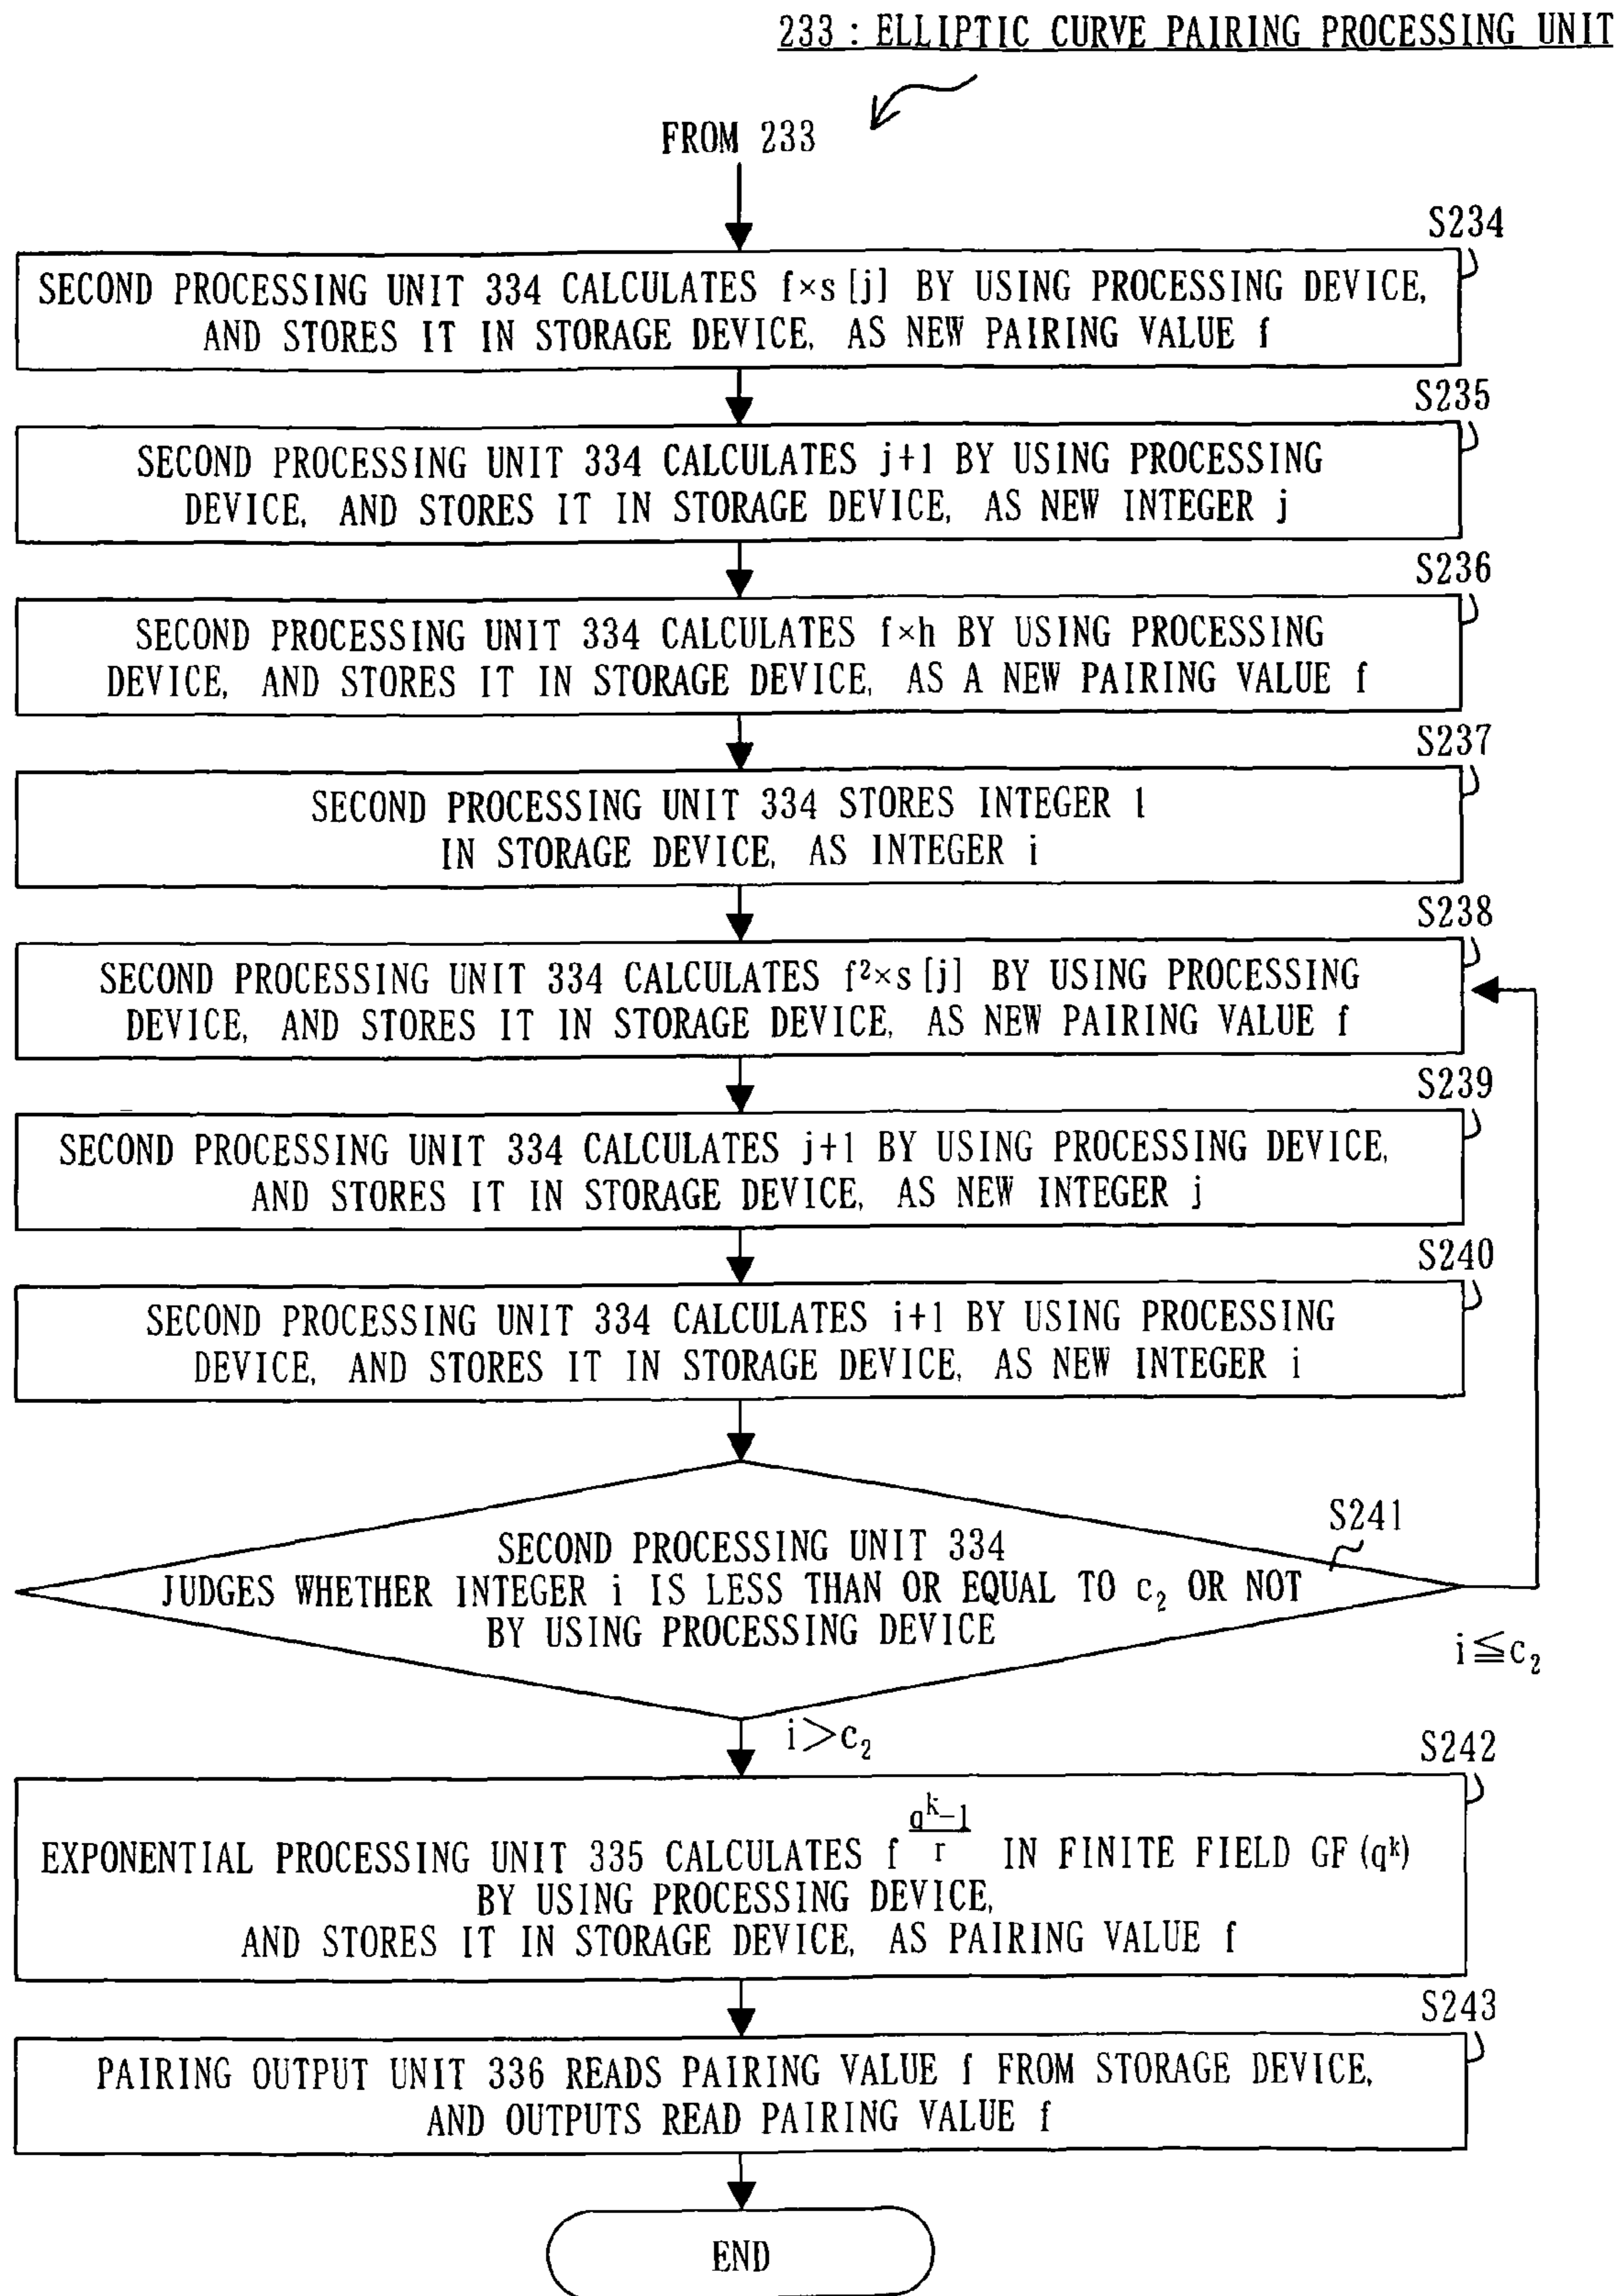 233 : ELLIPTIC CURVE PAIRING PROCESSING UNIT
FROM 233
S234
SECOND PROCESSING UNIT 334 CALCULATES f×s[j] BY USING PROCESSING DEVICE,
AND STORES IT IN STORAGE DEVICE, AS NEW PAIRING VALUE f
S235
SECOND PROCESSING UNIT 334 CALCULATES j+1 BY USING PROCESSING
DEVICE, AND STORES IT IN STORAGE DEVICE, AS NEW INTEGER j
S236
SECOND PROCESSING UNIT 334 CALCULATES f×h BY USING PROCESSING
DEVICE, AND STORES IT IN STORAGE DEVICE, AS A NEW PAIRING VALUE f
S237
SECOND PROCESSING UNIT 334 STORES INTEGER 1
IN STORAGE DEVICE, AS INTEGER i
S238
SECOND PROCESSING UNIT 334 CALCULATES f²×s[j] BY USING PROCESSING
DEVICE, AND STORES IT IN STORAGE DEVICE, AS NEW PAIRING VALUE f
S239
SECOND PROCESSING UNIT 334 CALCULATES j+1 BY USING PROCESSING DEVICE,
AND STORES IT IN STORAGE DEVICE, AS NEW INTEGER j
S240
SECOND PROCESSING UNIT 334 CALCULATES i+1 BY USING PROCESSING
DEVICE, AND STORES IT IN STORAGE DEVICE, AS NEW INTEGER i
S241
SECOND PROCESSING UNIT 334
JUDGES WHETHER INTEGER i IS LESS THAN OR EQUAL TO c₂ OR NOT
BY USING PROCESSING DEVICE
i≦c₂
i>c₂
S242
EXPONENTIAL PROCESSING UNIT 335 CALCULATES f^((q^k-1)/r) IN FINITE FIELD GF(q^k)
BY USING PROCESSING DEVICE,
AND STORES IT IN STORAGE DEVICE, AS PAIRING VALUE f
S243
PAIRING OUTPUT UNIT 336 READS PAIRING VALUE f FROM STORAGE DEVICE,
AND OUTPUTS READ PAIRING VALUE f
END